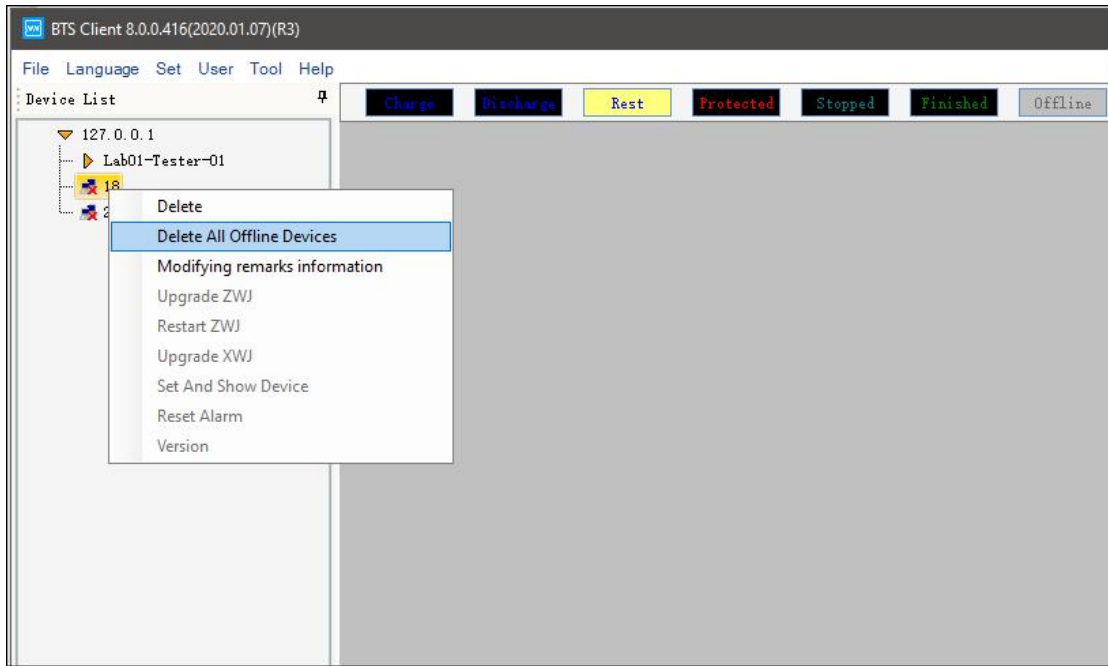 BTS Client 8.0.0.416(2020.01.07)(R3)
File Language Set User Tool Help
Device List
Charge Discharge Rest Protected Stopped Finished Offline
127.0.0.1
Lab01-Tester-01
18
2
Delete
Delete All Offline Devices
Modifying remarks information
Upgrade ZWJ
Restart ZWJ
Upgrade XWJ
Set And Show Device
Reset Alarm
Version